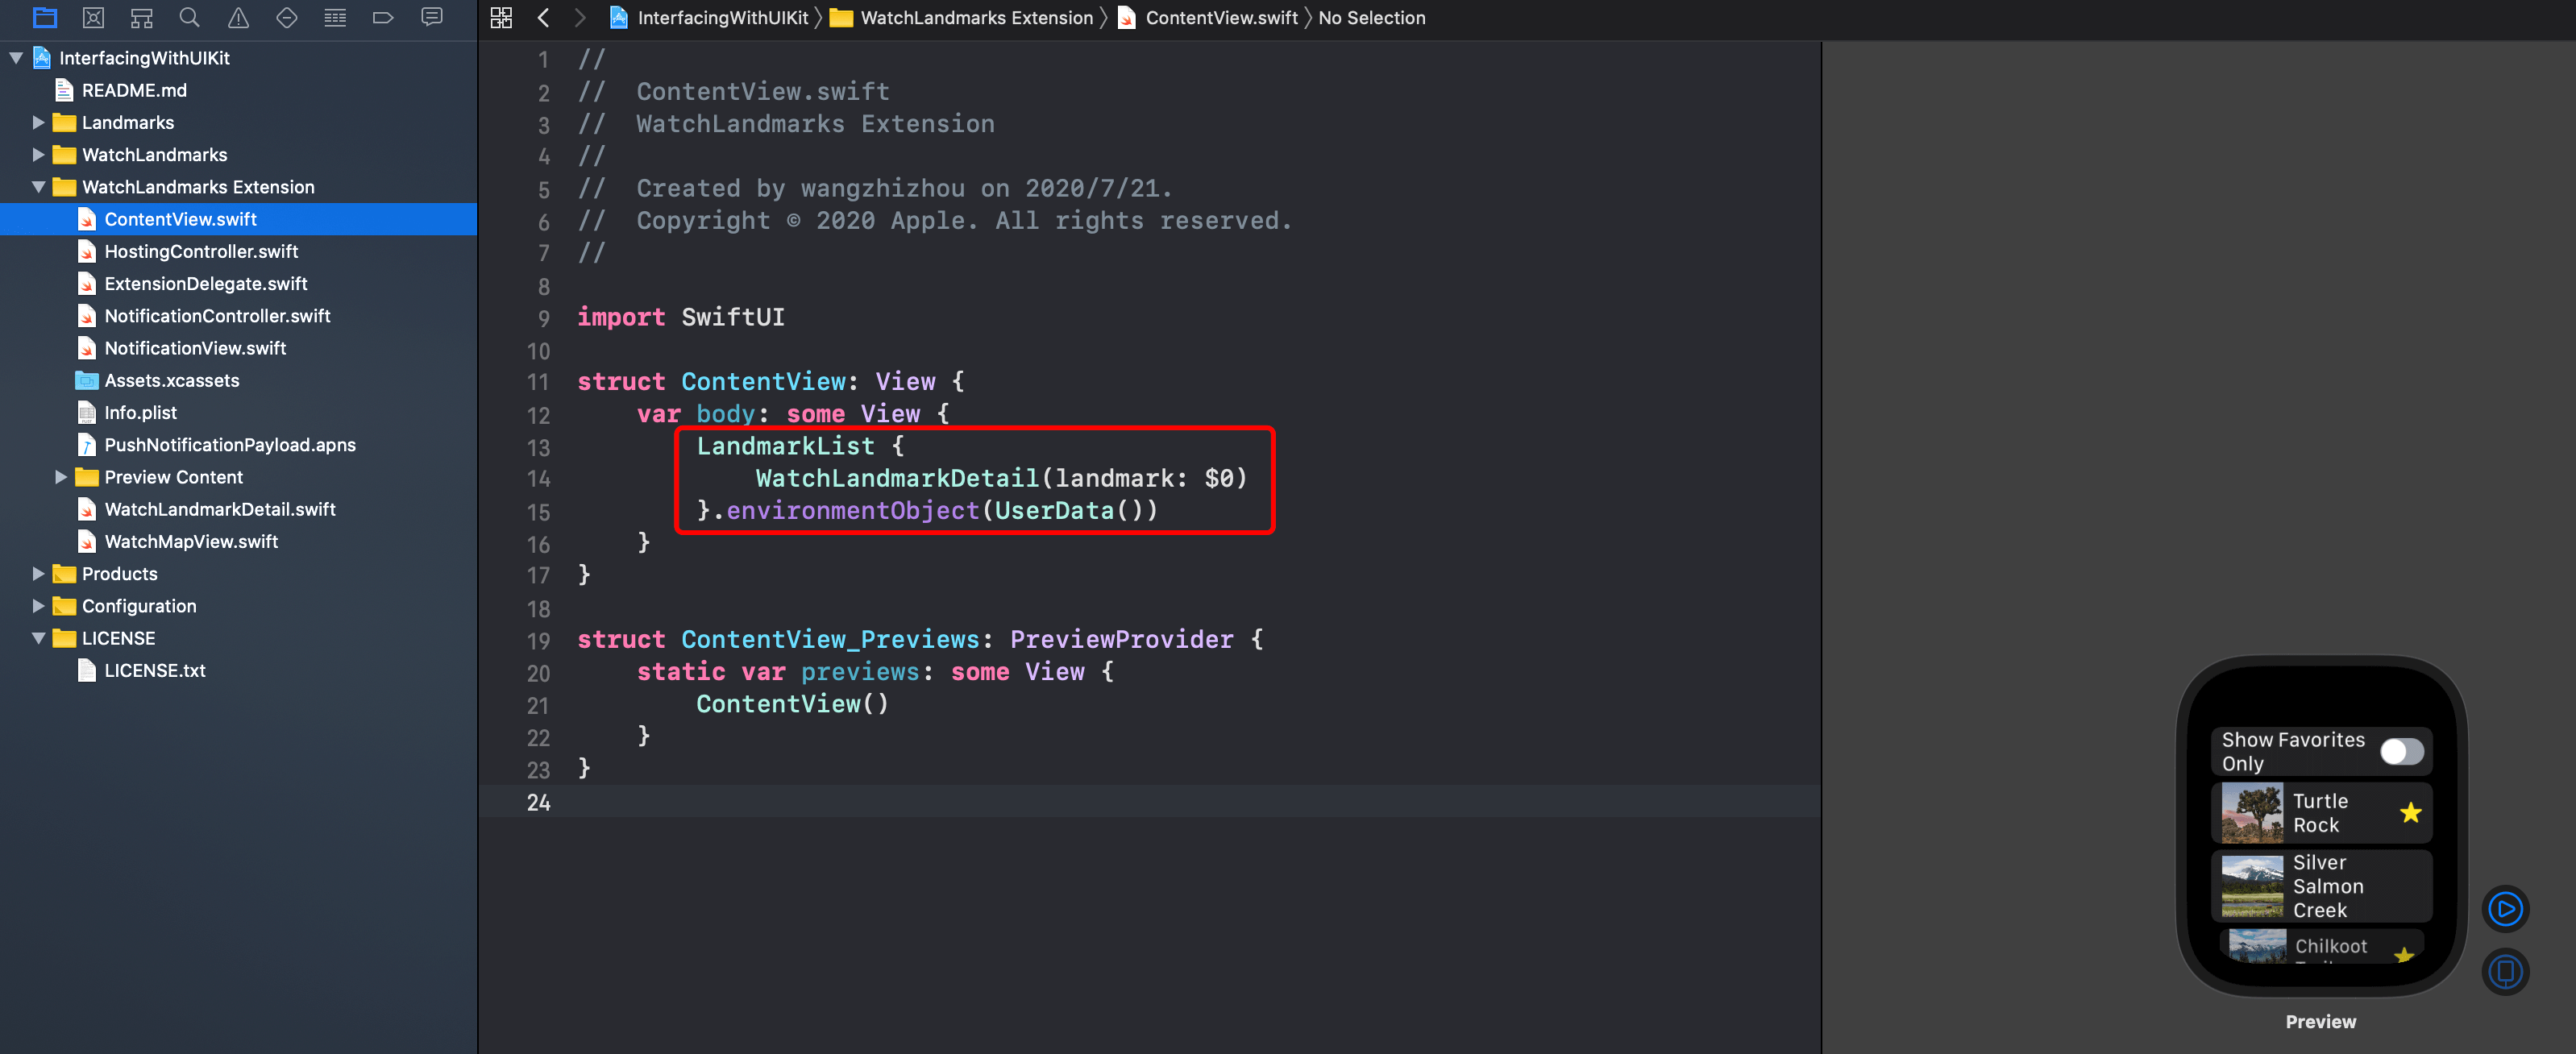 InterfacingWithUIKit
README.md
Landmarks
WatchLandmarks
WatchLandmarks Extension
ContentView.swift
HostingController.swift
ExtensionDelegate.swift
NotificationController.swift
NotificationView.swift
Assets.xcassets
Info.plist
PushNotificationPayload.apns
Preview Content
WatchLandmarkDetail.swift
WatchMapView.swift
Products
Configuration
LICENSE
LICENSE.txt
InterfacingWithUIKit 〉 WatchLandmarks Extension 〉 ContentView.swift 〉 No Selection
1 //
2 //  ContentView.swift
3 //  WatchLandmarks Extension
4 //
5 //  Created by wangzhizhou on 2020/7/21.
6 //  Copyright © 2020 Apple. All rights reserved.
7 //
8
9 import SwiftUI
10
11 struct ContentView: View {
12     var body: some View {
13         LandmarkList {
14             WatchLandmarkDetail(landmark: $0)
15         }.environmentObject(UserData())
16     }
17 }
18
19 struct ContentView_Previews: PreviewProvider {
20     static var previews: some View {
21         ContentView()
22     }
23 }
24
Show Favorites
Only
Turtle
Rock
Silver
Salmon
Creek
Chilkoot
Preview